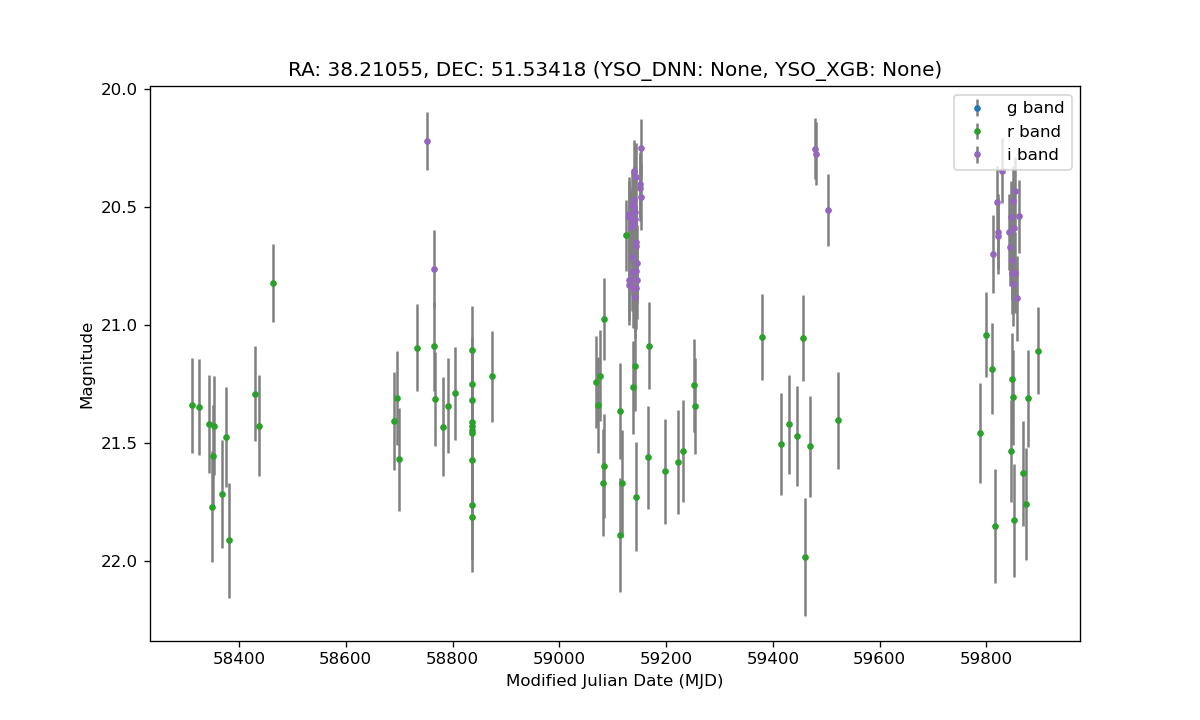 RA: 38.21055, DEC: 51.53418 (YSO_DNN: None, YSO_XGB: None)
20.0
20.5
21.0
21.5
22.0
Magnitude
g band
r band
i band
58400
58600
58800
59000
59200
59400
59600
59800
Modified Julian Date (MJD)